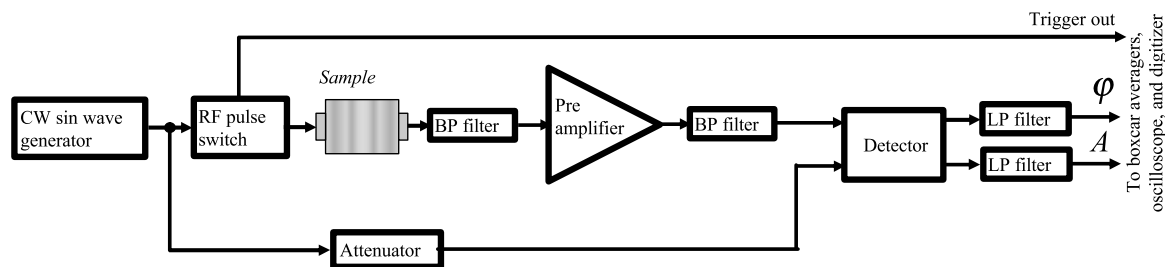 Trigger out
Sample
CW sin wave
generator
RF pulse
switch
BP filter
Pre
amplifier
BP filter
Detector
LP filter
LP filter
φ
A
Attenuator
To boxcar averagers,
oscilloscope, and digitizer